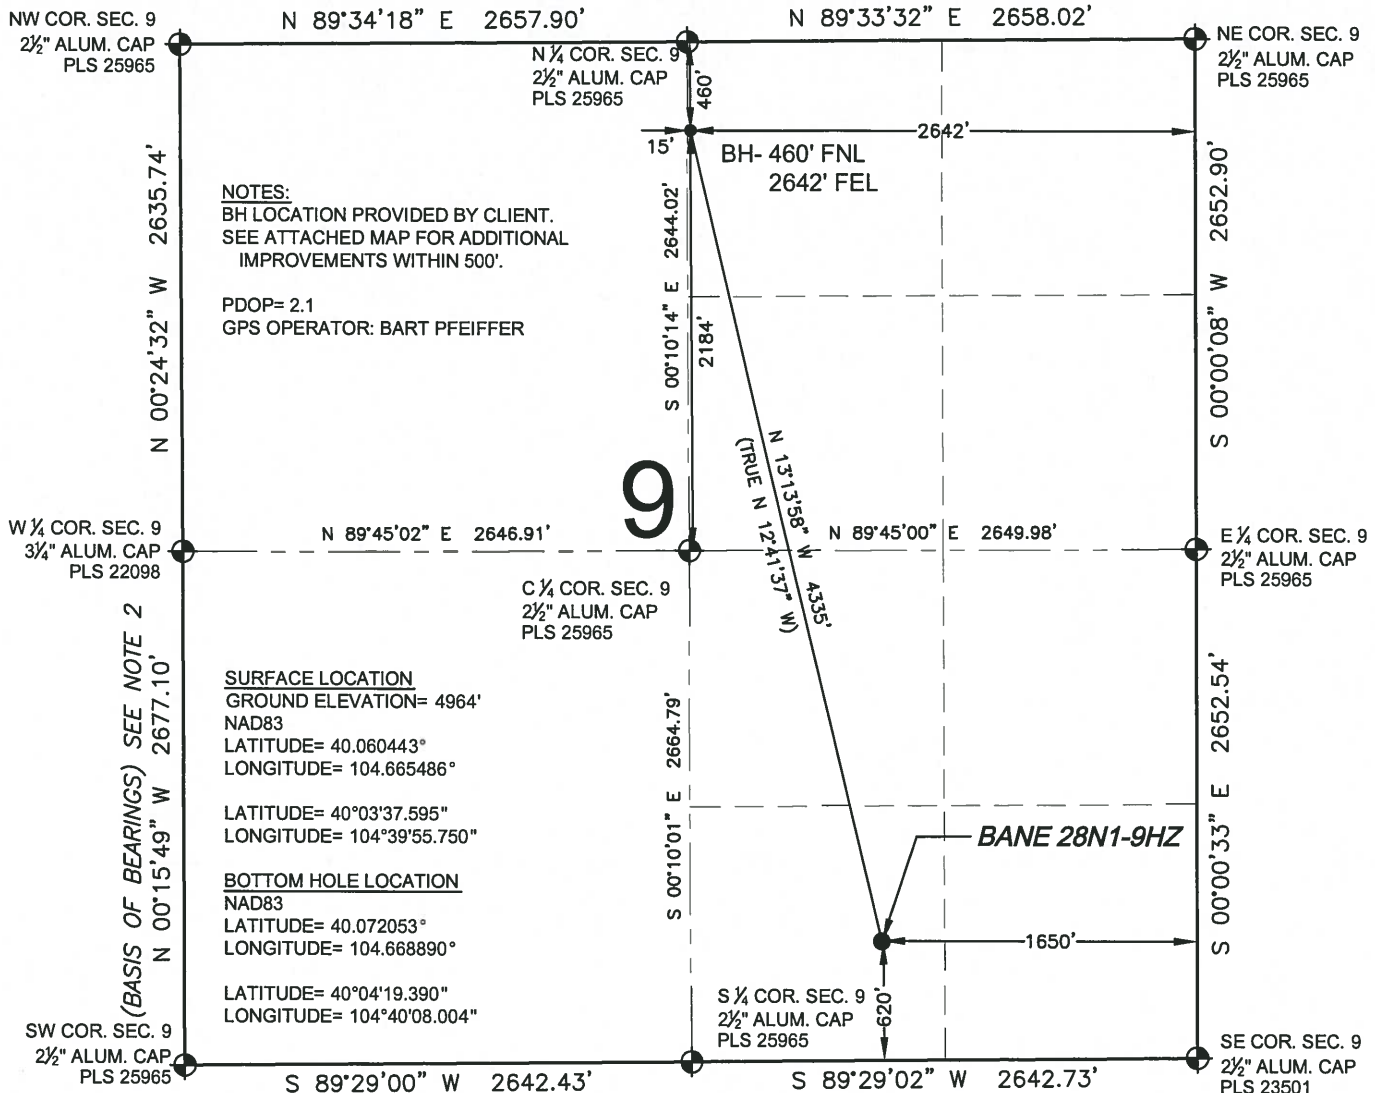 N 89°34'18" E 2657.90'
N 89°33'32" E 2658.02'
NW COR. SEC. 9
2½" ALUM. CAP
PLS 25965
N ¼ COR. SEC. 9
2½" ALUM. CAP
PLS 25965
NE COR. SEC. 9
2½" ALUM. CAP
PLS 25965
460'
15'
2642'
BH- 460' FNL
2642' FEL
N 00°24'32" W 2635.74'
NOTES:
BH LOCATION PROVIDED BY CLIENT.
SEE ATTACHED MAP FOR ADDITIONAL
IMPROVEMENTS WITHIN 500'.
PDOP= 2.1
GPS OPERATOR: BART PFEIFFER
S 00°10'14" E 2644.02'
2184'
S 00°00'08" W 2652.90'
9
N 13°13'58" W 4335'
(TRUE N 12°41'37" W)
W ¼ COR. SEC. 9
3¼" ALUM. CAP
PLS 22098
N 89°45'02" E 2646.91'
N 89°45'00" E 2649.98'
E ¼ COR. SEC. 9
2½" ALUM. CAP
PLS 25965
C ¼ COR. SEC. 9
2½" ALUM. CAP
PLS 25965
(BASIS OF BEARINGS) SEE NOTE 2
N 00°15'49" W 2677.10'
SURFACE LOCATION
GROUND ELEVATION= 4964'
NAD83
LATITUDE= 40.060443°
LONGITUDE= 104.665486°
LATITUDE= 40°03'37.595"
LONGITUDE= 104°39'55.750"
BOTTOM HOLE LOCATION
NAD83
LATITUDE= 40.072053°
LONGITUDE= 104.668890°
LATITUDE= 40°04'19.390"
LONGITUDE= 104°40'08.004"
S 00°10'01" E 2664.79'
S 00°00'33" E 2652.54'
BANE 28N1-9HZ
1650'
620'
S ¼ COR. SEC. 9
2½" ALUM. CAP
PLS 25965
SW COR. SEC. 9
2½" ALUM. CAP
PLS 25965
SE COR. SEC. 9
2½" ALUM. CAP
PLS 23501
S 89°29'00" W 2642.43'
S 89°29'02" W 2642.73'